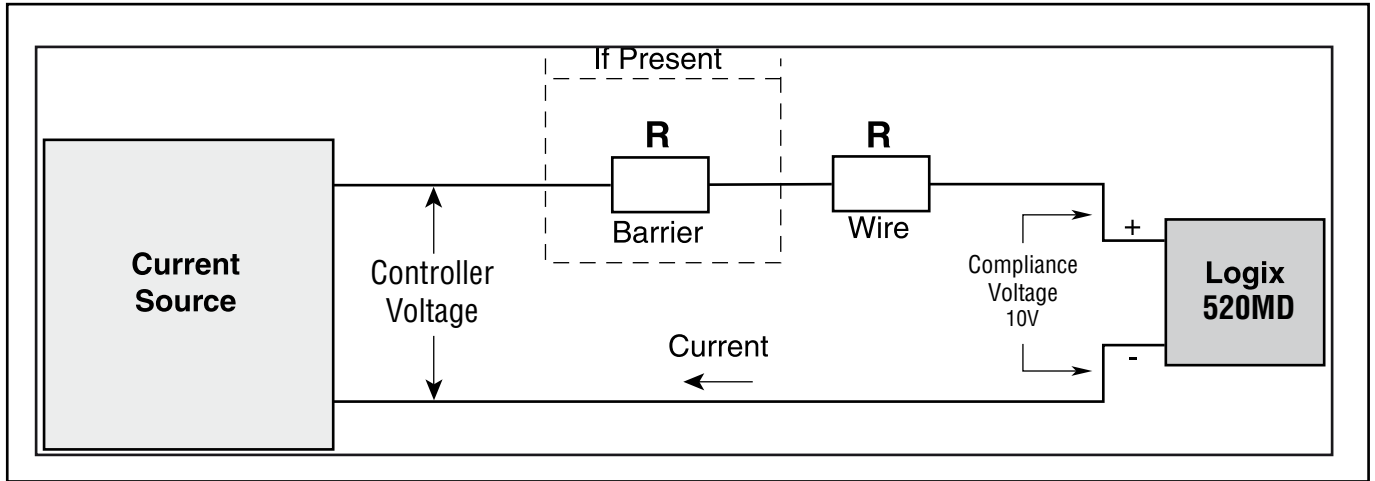 If Present
R
Barrier
R
Wire
Current
Source
Controller
Voltage
Compliance
Voltage
10V
+
-
Logix
520MD
Current